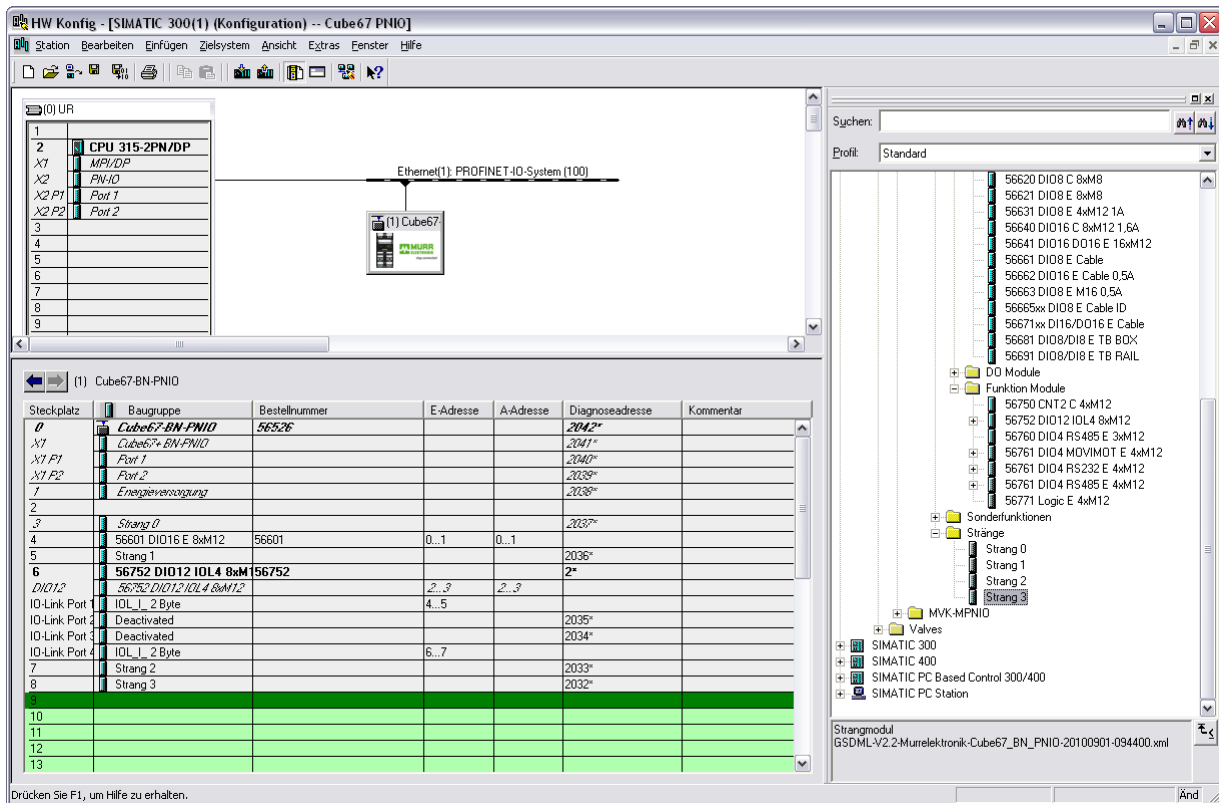 HW Konfig - [SIMATIC 300(1) (Konfiguration) -- Cube67 PNIO]
Station Bearbeiten Einfügen Zielsystem Ansicht Extras Fenster Hilfe
(0) UR
1
2 CPU 315-2PN/DP
X1 MPI/DP
X2 PN-IO
X2 P1 Port 1
X2 P2 Port 2
3
4
5
6
7
8
9
Ethernet(1): PROFINET-IO-System (100)
(1) Cube67-
MURR
ELEKTRONIK
Suchen:
Profil: Standard
56620 DIO8 C 8xM8
56621 DIO8 E 8xM8
56631 DIO8 E 4xM12 1A
56640 DIO16 C 8xM12 1,6A
56641 DIO16 DO16 E 16xM12
56661 DIO8 E Cable
56662 DIO16 E Cable 0,5A
56663 DIO8 E M16 0,5A
56665xx DIO8 E Cable ID
56671xx DI16/DO16 E Cable
56681 DIO8/DI8 E TB BOX
56691 DIO8/DI8 E TB RAIL
DO Module
Funktion Module
56750 CNT2 C 4xM12
56752 DIO12 IOL4 8xM12
56760 DIO4 RS485 E 3xM12
56761 DIO4 MOVIMOT E 4xM12
56761 DIO4 RS232 E 4xM12
56761 DIO4 RS485 E 4xM12
56771 Logic E 4xM12
Sonderfunktionen
Stränge
Strang 0
Strang 1
Strang 2
Strang 3
MVK-MPNIO
Valves
SIMATIC 300
SIMATIC 400
SIMATIC PC Based Control 300/400
SIMATIC PC Station
Strangmodul
GSDML-V2.2-Murrelektronik-Cube67_BN_PNIO-20100901-094400.xml
(1) Cube67-BN-PNIO
Steckplatz Baugruppe Bestellnummer E-Adresse A-Adresse Diagnoseadresse Kommentar
0 Cube67-BN-PNIO 56526 2042*
X1 Cube67+ BN-PNIO 2041*
X1 P1 Port 1 2040*
X1 P2 Port 2 2039*
1 Energieversorgung 2038*
2
3 Strang 0 2037*
4 56601 DIO16 E 8xM12 56601 0...1 0...1
5 Strang 1 2036*
6 56752 DIO12 IOL4 8xM1 56752 2*
DIO12 56752 DIO12 IOL4 8xM12 2...3 2...3
IO-Link Port 1 IOL_I_ 2 Byte 4...5
IO-Link Port 2 Deactivated 2035*
IO-Link Port 3 Deactivated 2034*
IO-Link Port 4 IOL_I_ 2 Byte 6...7
7 Strang 2 2033*
8 Strang 3 2032*
9
10
11
12
13
Drücken Sie F1, um Hilfe zu erhalten.
Änd